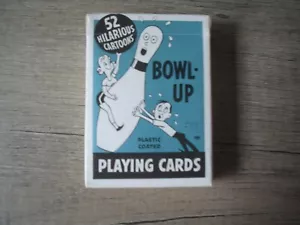 52
HILARIOUS
CARTOONS
BOWL-
UP
PLASTIC
COATED
PLAYING CARDS